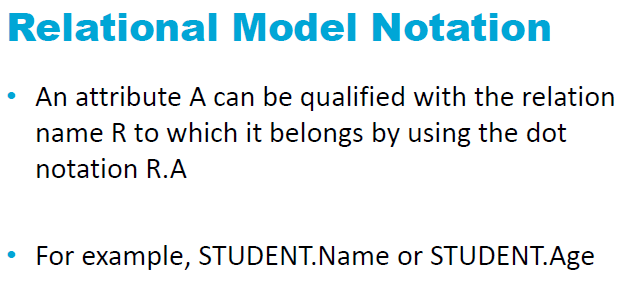 Relational Model Notation
• An attribute A can be qualified with the relation
name R to which it belongs by using the dot
notation R.A
• For example, STUDENT.Name or STUDENT.Age